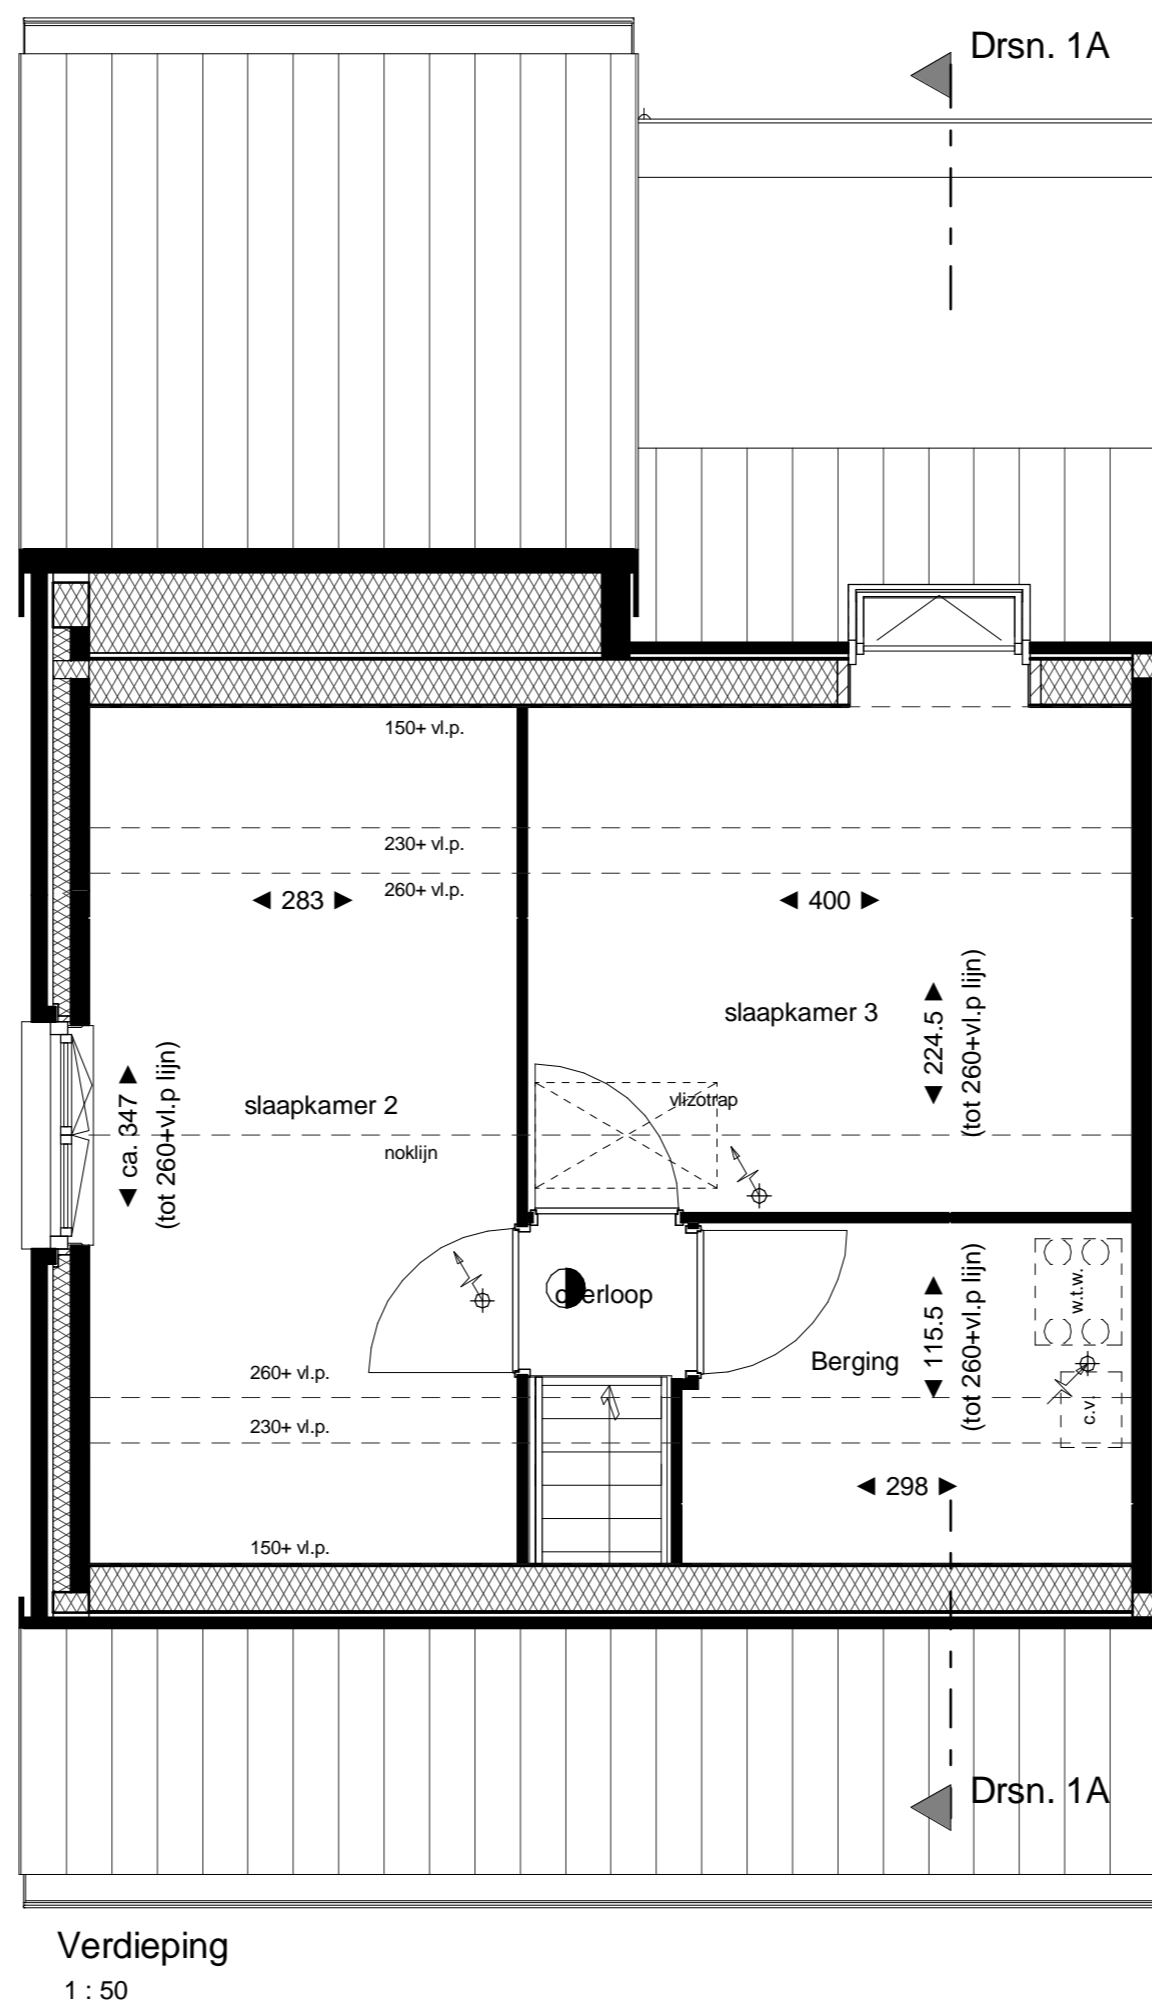 Drsn. 1A
150+ vl.p.
230+ vl.p.
260+ vl.p.
◄ 283 ►
◄ 400 ►
slaapkamer 3
◄ 224.5 ►
(tot 260+vl.p lijn)
◄ ca. 347 ►
(tot 260+vl.p lijn)
slaapkamer 2
vlizotrap
noklijn
overloop
w.t.w.
Berging
◄ 115.5 ►
(tot 260+vl.p lijn)
c.v.
260+ vl.p.
230+ vl.p.
◄ 298 ►
150+ vl.p.
Drsn. 1A
Verdieping
1 : 50